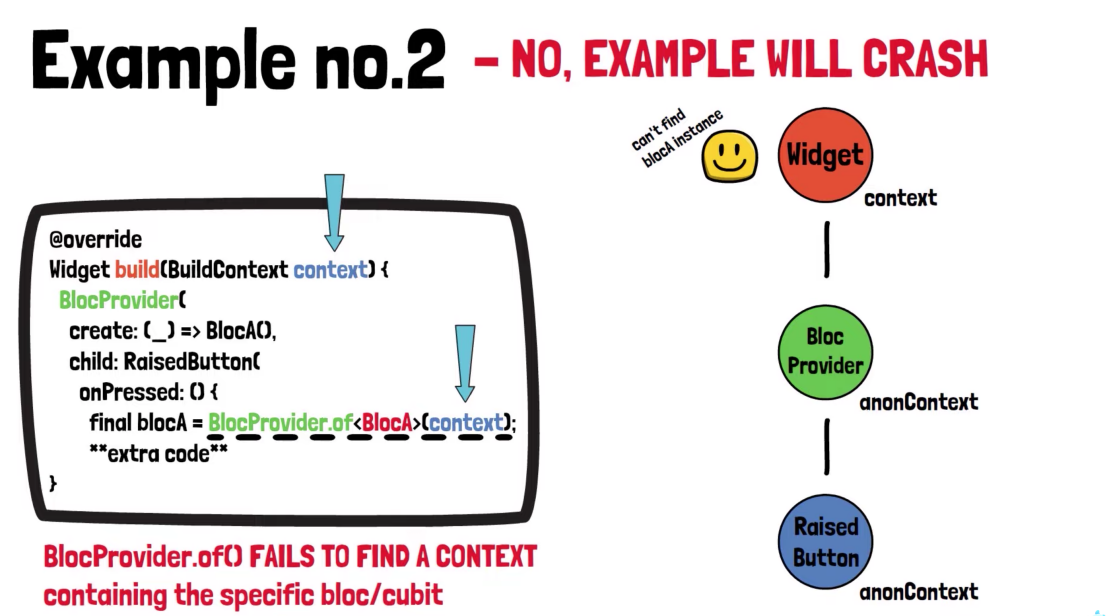 Example no.2 - NO, EXAMPLE WILL CRASH
can't find
blocA instance
Widget
context
@override
Widget build(BuildContext context) {
BlocProvider(
create: (_) => BlocA(),
child: RaisedButton(
onPressed: () {
final blocA = BlocProvider.of<BlocA>(context);
**extra code**
}
Bloc
Provider
anonContext
Raised
Button
anonContext
BlocProvider.of() FAILS TO FIND A CONTEXT
containing the specific bloc/cubit